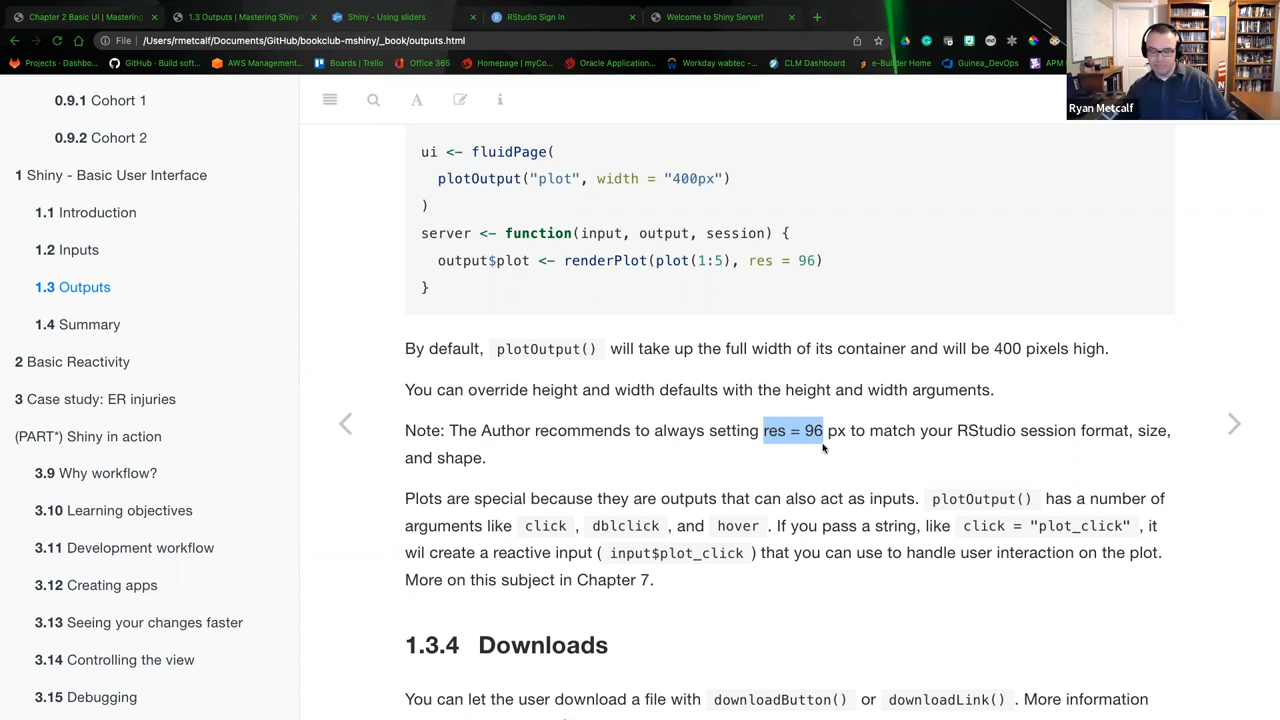 Chapter 2 Basic UI | Mastering
1.3 Outputs | Mastering Shiny
Shiny - Using sliders
RStudio Sign In
Welcome to Shiny Server!
File
/Users/rmetcalf/Documents/GitHub/bookclub-mshiny/_book/outputs.html
Projects · Dashbo...
GitHub · Build soft...
AWS Management...
Boards | Trello
Office 365
Homepage | myCo...
Oracle Application...
Workday wabtec -...
CLM Dashboard
e-Builder Home
Guinea_DevOps
APM
Ryan Metcalf
0.9.1 Cohort 1
0.9.2 Cohort 2
1 Shiny - Basic User Interface
1.1 Introduction
1.2 Inputs
1.3 Outputs
1.4 Summary
2 Basic Reactivity
3 Case study: ER injuries
(PART*) Shiny in action
3.9 Why workflow?
3.10 Learning objectives
3.11 Development workflow
3.12 Creating apps
3.13 Seeing your changes faster
3.14 Controlling the view
3.15 Debugging
ui <- fluidPage(
plotOutput("plot", width = "400px")
)
server <- function(input, output, session) {
output$plot <- renderPlot(plot(1:5), res = 96)
}
By default, plotOutput() will take up the full width of its container and will be 400 pixels high.
You can override height and width defaults with the height and width arguments.
Note: The Author recommends to always setting res = 96 px to match your RStudio session format, size,
and shape.
Plots are special because they are outputs that can also act as inputs. plotOutput() has a number of
arguments like click , dblclick , and hover . If you pass a string, like click = "plot_click" , it
wil create a reactive input ( input$plot_click ) that you can use to handle user interaction on the plot.
More on this subject in Chapter 7.
1.3.4 Downloads
You can let the user download a file with downloadButton() or downloadLink() . More information